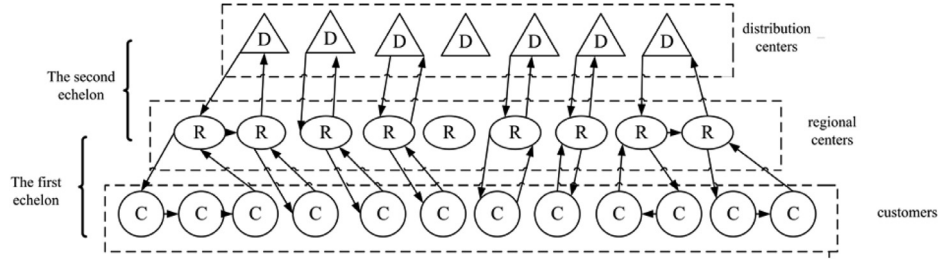 D D D D D D D
distribution
centers
The second
echelon
R R R R R R R R R
regional
centers
The first
echelon
C C C C C C C C C C C C
customers